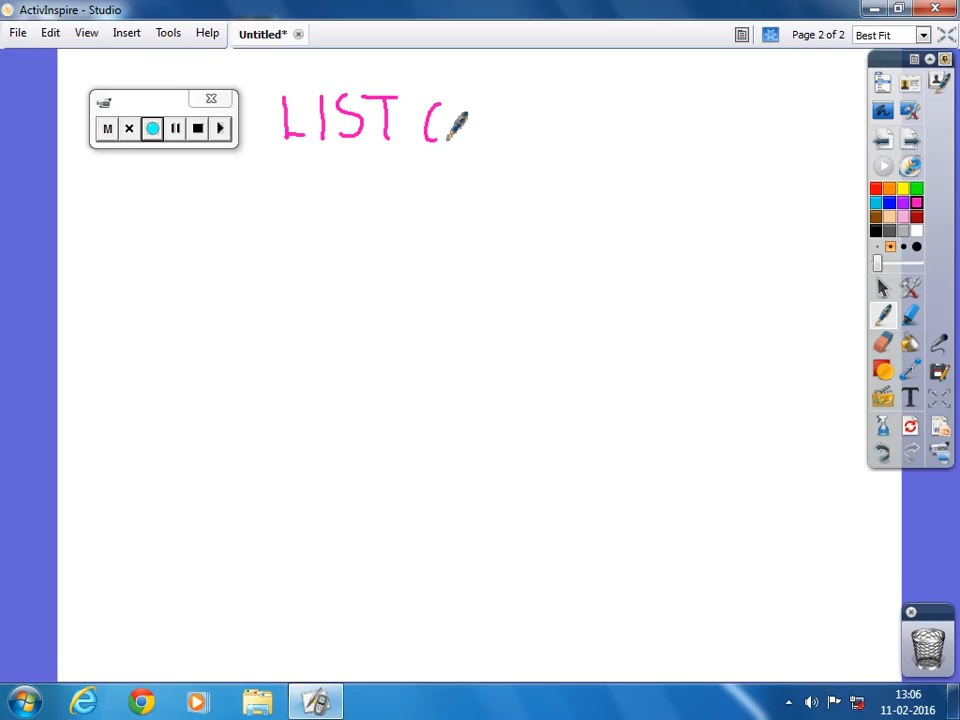 ActivInspire - Studio
File Edit View Insert Tools Help Untitled* Page 2 of 2 Best Fit
M
LIST
T
13:06
11-02-2016